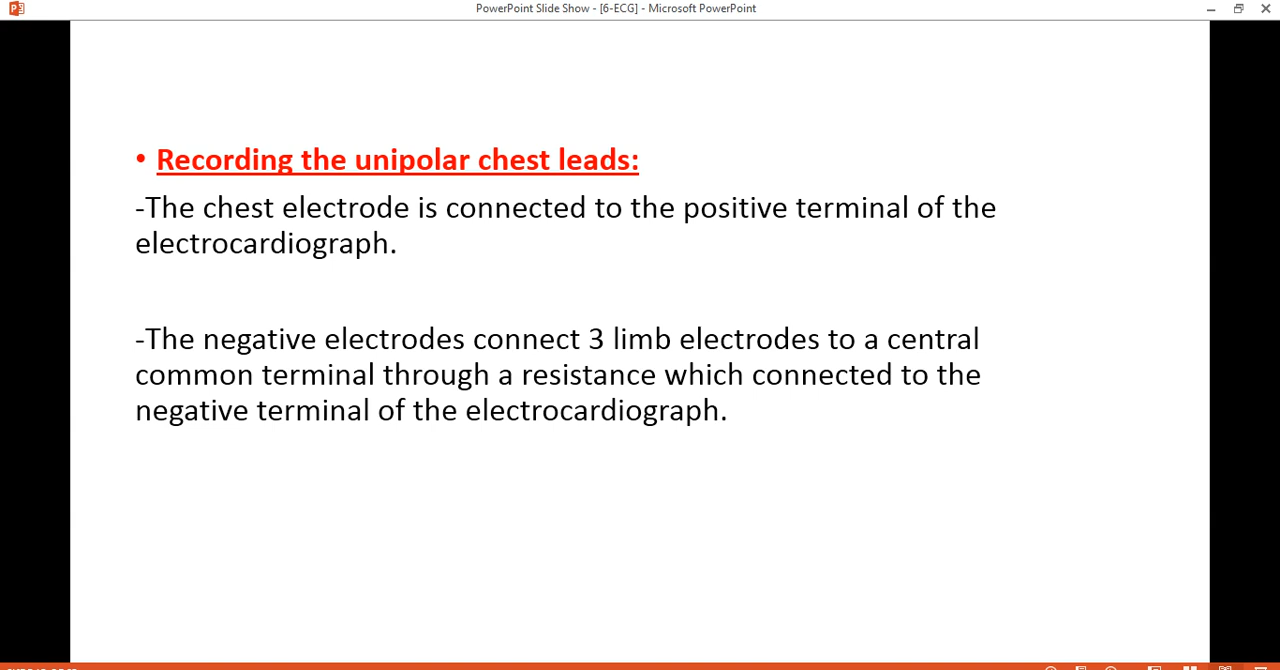 PowerPoint Slide Show - [6-ECG] - Microsoft PowerPoint
• Recording the unipolar chest leads:
-The chest electrode is connected to the positive terminal of the
electrocardiograph.
-The negative electrodes connect 3 limb electrodes to a central
common terminal through a resistance which connected to the
negative terminal of the electrocardiograph.